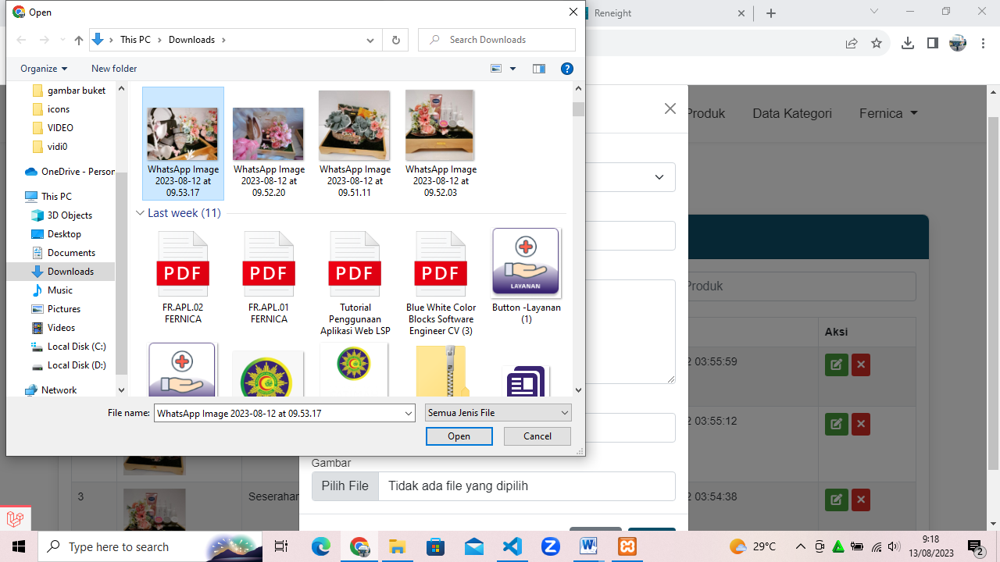 Open
Reneight
This PC
Downloads
Search Downloads
Organize
New folder
gambar buket
icons
VIDEO
vidi0
OneDrive - Person
This PC
3D Objects
Desktop
Documents
Downloads
Music
Pictures
Videos
Local Disk (C:)
Local Disk (D:)
Network
WhatsApp Image
2023-08-12 at
09.53.17
WhatsApp Image
2023-08-12 at
09.52.20
WhatsApp Image
2023-08-12 at
09.51.11
WhatsApp Image
2023-08-12 at
09.52.03
Last week (11)
PDF
FR.APL.02
FERNICA
PDF
FR.APL.01
FERNICA
PDF
Tutorial
Penggunaan
Aplikasi Web LSP
PDF
Blue White Color
Blocks Software
Engineer CV (3)
LAYANAN
Button -Layanan
(1)
File name:
WhatsApp Image 2023-08-12 at 09.53.17
Semua Jenis File
Open
Cancel
Produk
Data Kategori
Fernica
Produk
Aksi
2 03:55:59
2 03:55:12
3
Seserahan
2 03:54:38
Gambar
Pilih File
Tidak ada file yang dipilih
Type here to search
29°C
9:18
13/08/2023
2